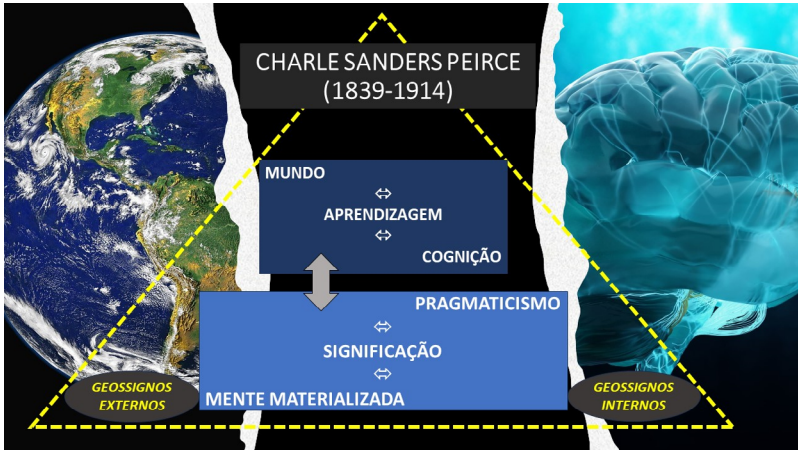 CHARLE SANDERS PEIRCE
(1839-1914)
MUNDO
⇔
APRENDIZAGEM
⇔
COGNIÇÃO
PRAGMATICISMO
⇔
SIGNIFICAÇÃO
⇔
MENTE MATERIALIZADA
GEOSSIGNOS
EXTERNOS
GEOSSIGNOS
INTERNOS